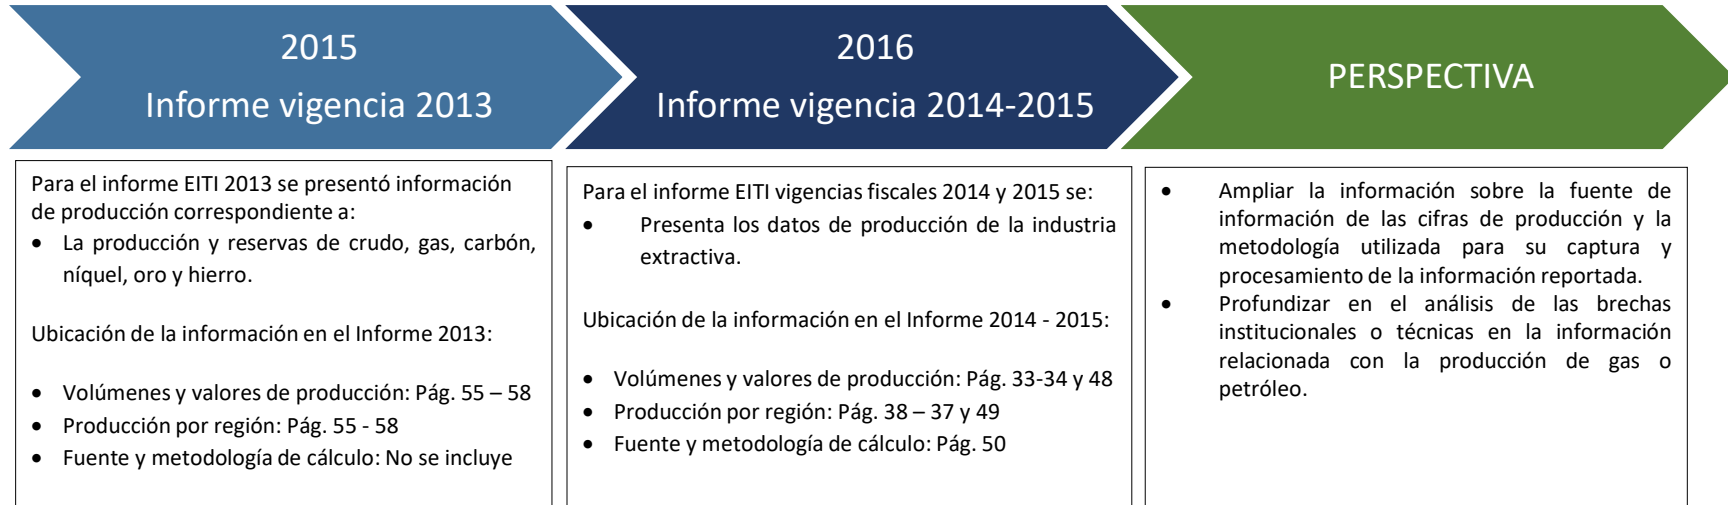 2015
Informe vigencia 2013
2016
Informe vigencia 2014-2015
PERSPECTIVA
Para el informe EITI 2013 se presentó información
de producción correspondiente a:
• La producción y reservas de crudo, gas, carbón,
níquel, oro y hierro.
Ubicación de la información en el Informe 2013:
• Volúmenes y valores de producción: Pág. 55 – 58
• Producción por región: Pág. 55 - 58
• Fuente y metodología de cálculo: No se incluye
Para el informe EITI vigencias fiscales 2014 y 2015 se:
• Presenta los datos de producción de la industria
extractiva.
Ubicación de la información en el Informe 2014 - 2015:
• Volúmenes y valores de producción: Pág. 33-34 y 48
• Producción por región: Pág. 38 – 37 y 49
• Fuente y metodología de cálculo: Pág. 50
• Ampliar la información sobre la fuente de
información de las cifras de producción y la
metodología utilizada para su captura y
procesamiento de la información reportada.
• Profundizar en el análisis de las brechas
institucionales o técnicas en la información
relacionada con la producción de gas o
petróleo.